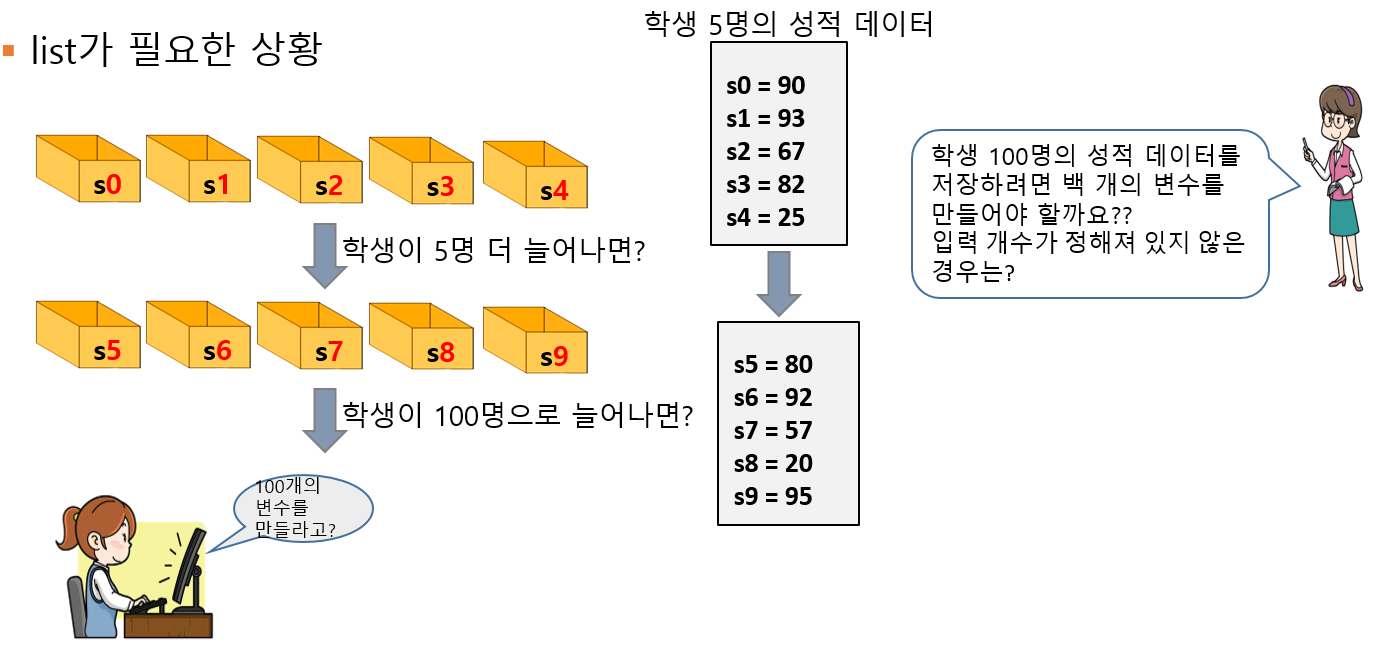 list가 필요한 상황
s0
s1
s2
s3
s4
학생이 5명 더 늘어나면?
s5
s6
s7
s8
s9
학생이 100명으로 늘어나면?
100개의
변수를
만들라고?
학생 5명의 성적 데이터
s0 = 90
s1 = 93
s2 = 67
s3 = 82
s4 = 25
s5 = 80
s6 = 92
s7 = 57
s8 = 20
s9 = 95
학생 100명의 성적 데이터를
저장하려면 백 개의 변수를
만들어야 할까요??
입력 개수가 정해져 있지 않은
경우는?